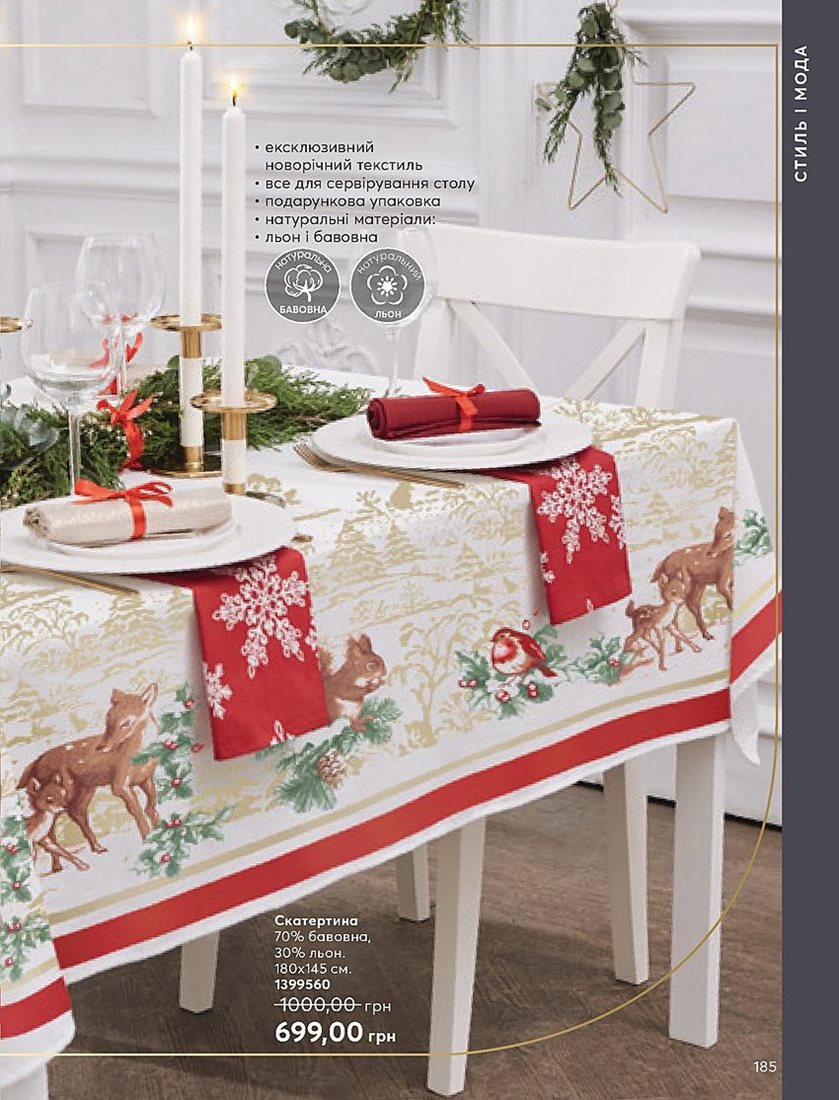 СТИЛЬ І МОДА
• ексклюзивний
новорічний текстиль
• все для сервірування столу
• подарункова упаковка
• натуральні матеріали:
• льон і бавовна
натуральна
БАВОВНА
натуральний
ЛЬОН
Скатертина
70% бавовна,
30% льон.
180х145 см.
1399560
1000,00 грн
699,00 грн
185